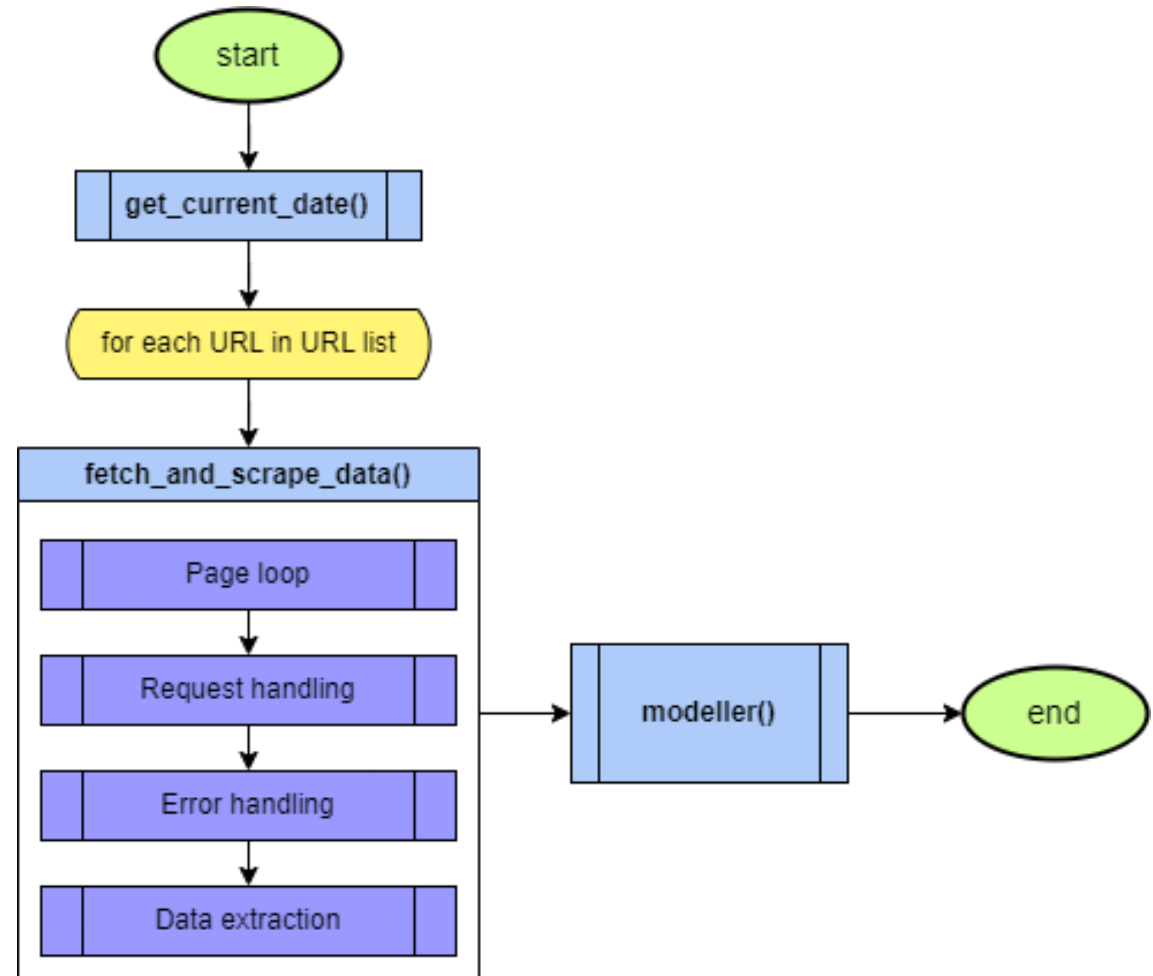 start
get_current_date()
for each URL in URL list
fetch_and_scrape_data()
Page loop
Request handling
Error handling
Data extraction
modeller()
end